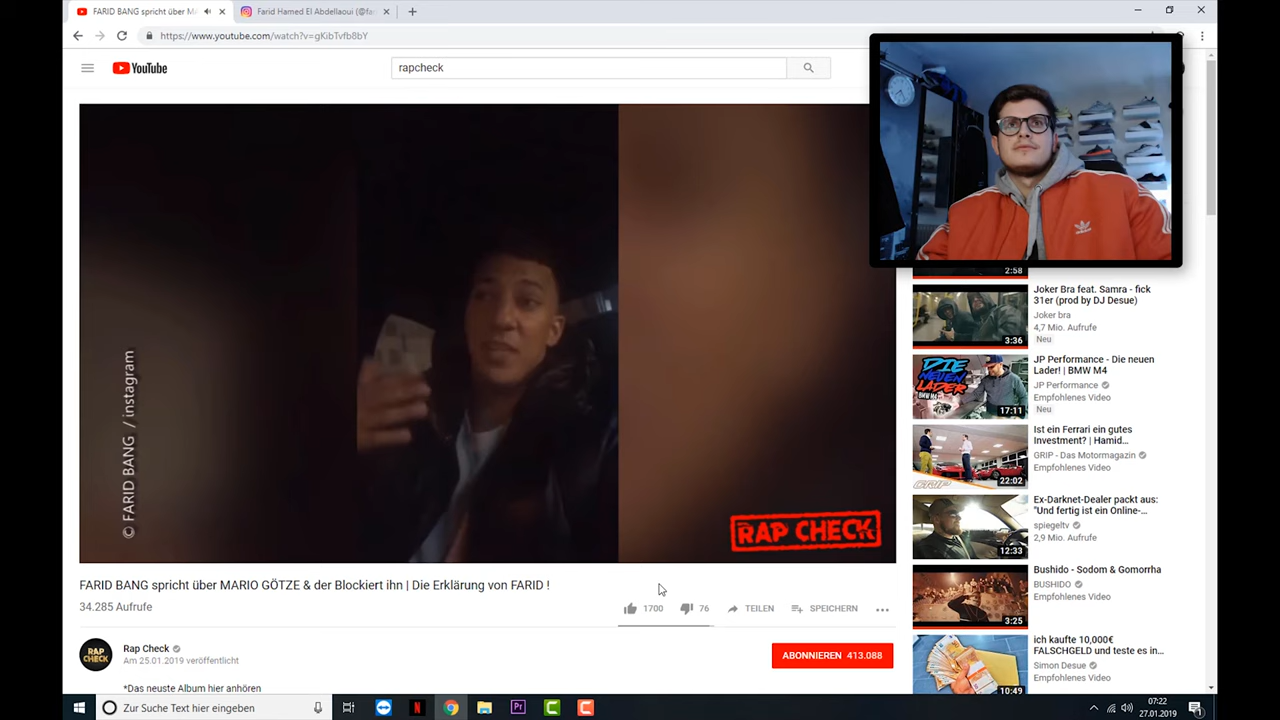 FARID BANG spricht über MA
Farid Hamed El Abdellaoui (@far
https://www.youtube.com/watch?v=gKibTvfb8bY
YouTube
rapcheck
© FARID BANG / instagram
RAP CHECK
FARID BANG spricht über MARIO GÖTZE & der Blockiert ihn | Die Erklärung von FARID !
34.285 Aufrufe
1700
76
TEILEN
SPEICHERN
RAP CHECK
Rap Check
Am 25.01.2019 veröffentlicht
ABONNIEREN 413.088
*Das neuste Album hier anhören
2:58
Joker Bra feat. Samra - fick
31er (prod by DJ Desue)
Joker bra
4,7 Mio. Aufrufe
Neu
3:36
JP Performance - Die neuen
Lader! | BMW M4
JP Performance
Empfohlenes Video
Neu
DIE NEUEN LADER
17:11
Ist ein Ferrari ein gutes
Investment? | Hamid...
GRIP - Das Motormagazin
Empfohlenes Video
GRIP
22:02
Ex-Darknet-Dealer packt aus:
"Und fertig ist ein Online-...
spiegeltv
2,9 Mio. Aufrufe
12:33
Bushido - Sodom & Gomorrha
BUSHIDO
Empfohlenes Video
3:25
ich kaufte 10,000€
FALSCHGELD und teste es in...
Simon Desue
Empfohlenes Video
10:49
Zur Suche Text hier eingeben
07:22
27.01.2019